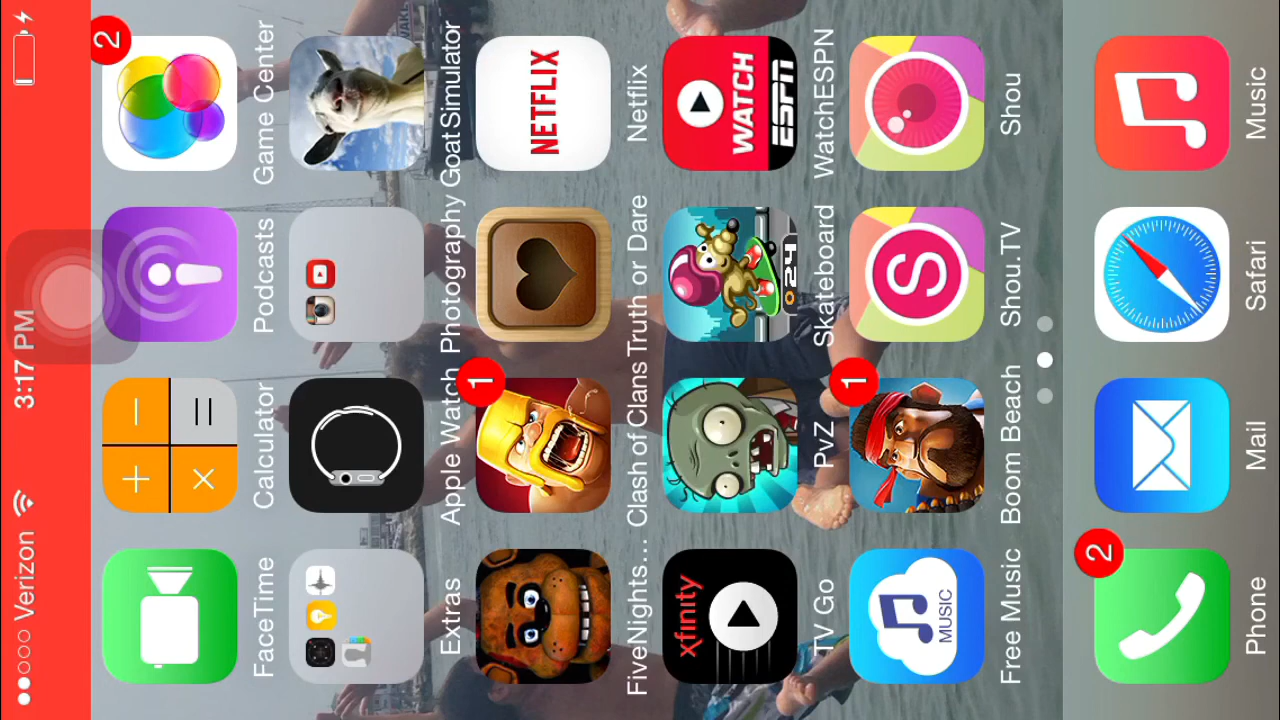 Verizon 3:17 PM
2
FaceTime Calculator Podcasts Game Center
Extras Apple Watch Photography Goat Simulator
1
NETFLIX
FiveNights... Clash of Clans Truth or Dare Netflix
xfinity
24
WATCH
ESPN
TV Go PvZ Skateboard WatchESPN
1
MUSIC
S
Free Music Boom Beach Shou.TV Shou
2
Phone Mail Safari Music